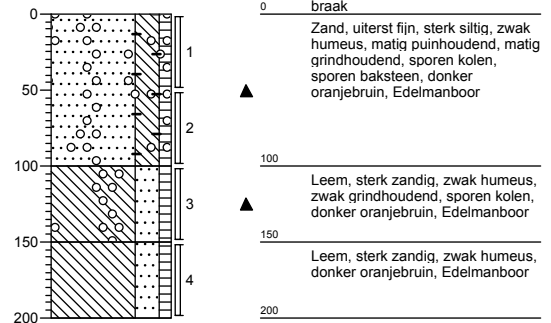 0
50
100
150
200
1
2
3
4
0
braak
Zand, uiterst fijn, sterk siltig, zwak
humeus, matig puinhoudend, matig
grindhoudend, sporen kolen,
sporen baksteen, donker
oranjebruin, Edelmanboor
100
Leem, sterk zandig, zwak humeus,
zwak grindhoudend, sporen kolen,
donker oranjebruin, Edelmanboor
150
Leem, sterk zandig, zwak humeus,
donker oranjebruin, Edelmanboor
200